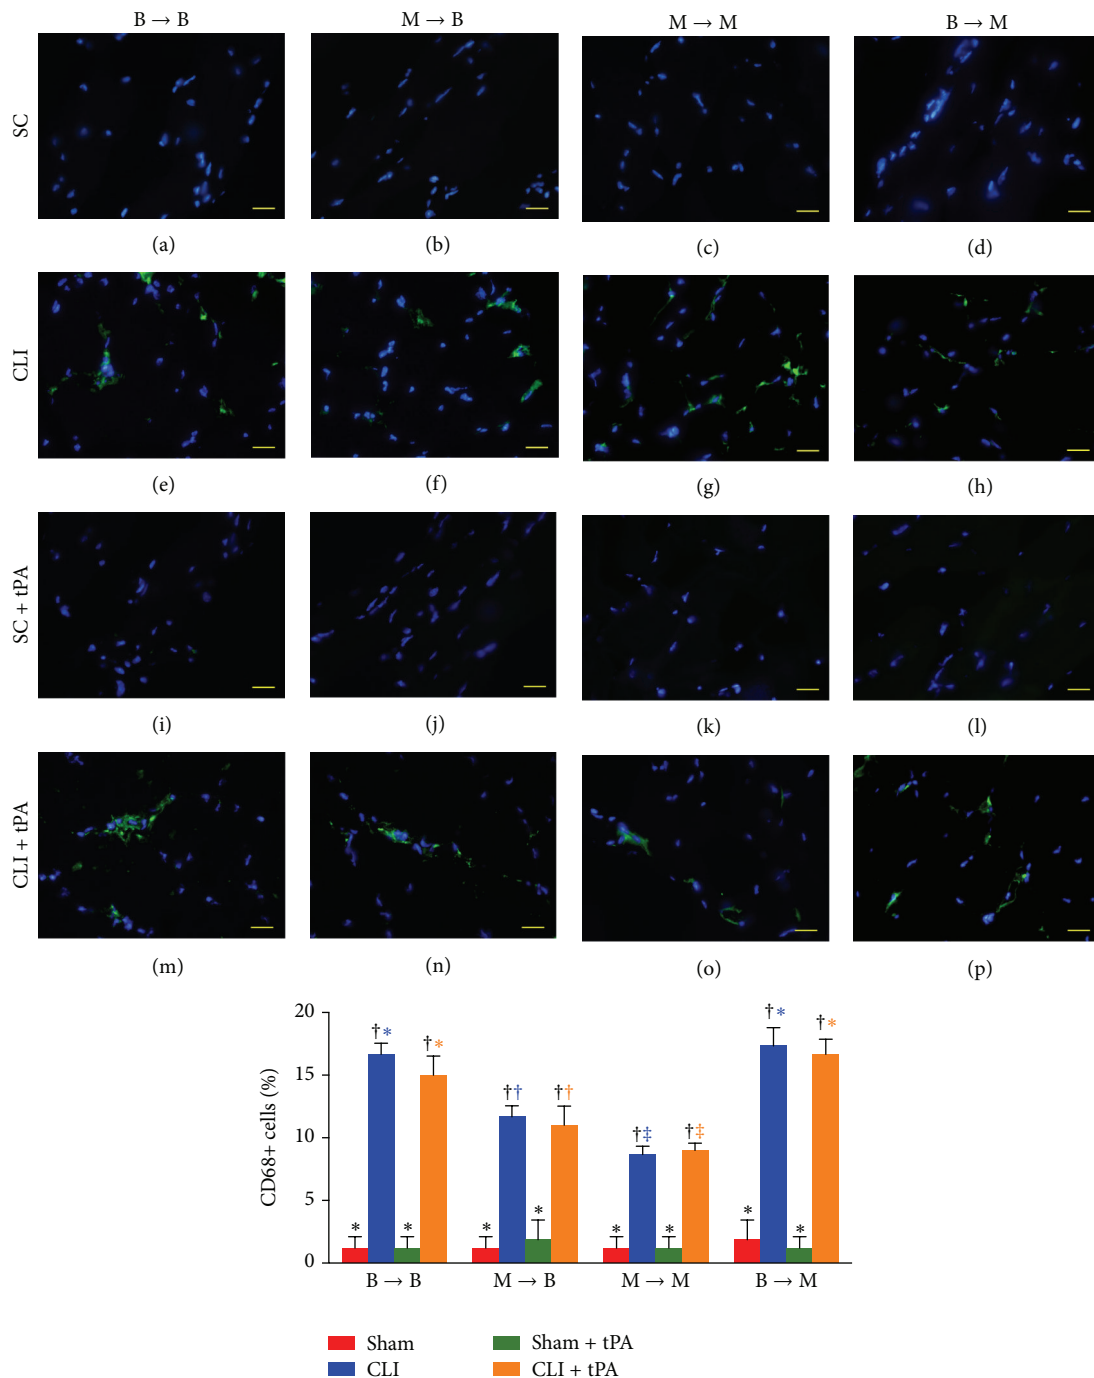 B → B M → B M → M B → M
SC
(a) (b) (c) (d)
CLI
(e) (f) (g) (h)
SC + tPA
(i) (j) (k) (l)
CLI + tPA
(m) (n) (o) (p)
20
15
10
5
0
CD68+ cells (%)
* †* * †*
* †† * ††
* †‡ * †‡
* †* * †*
B → B M → B M → M B → M
Sham Sham + tPA
CLI CLI + tPA